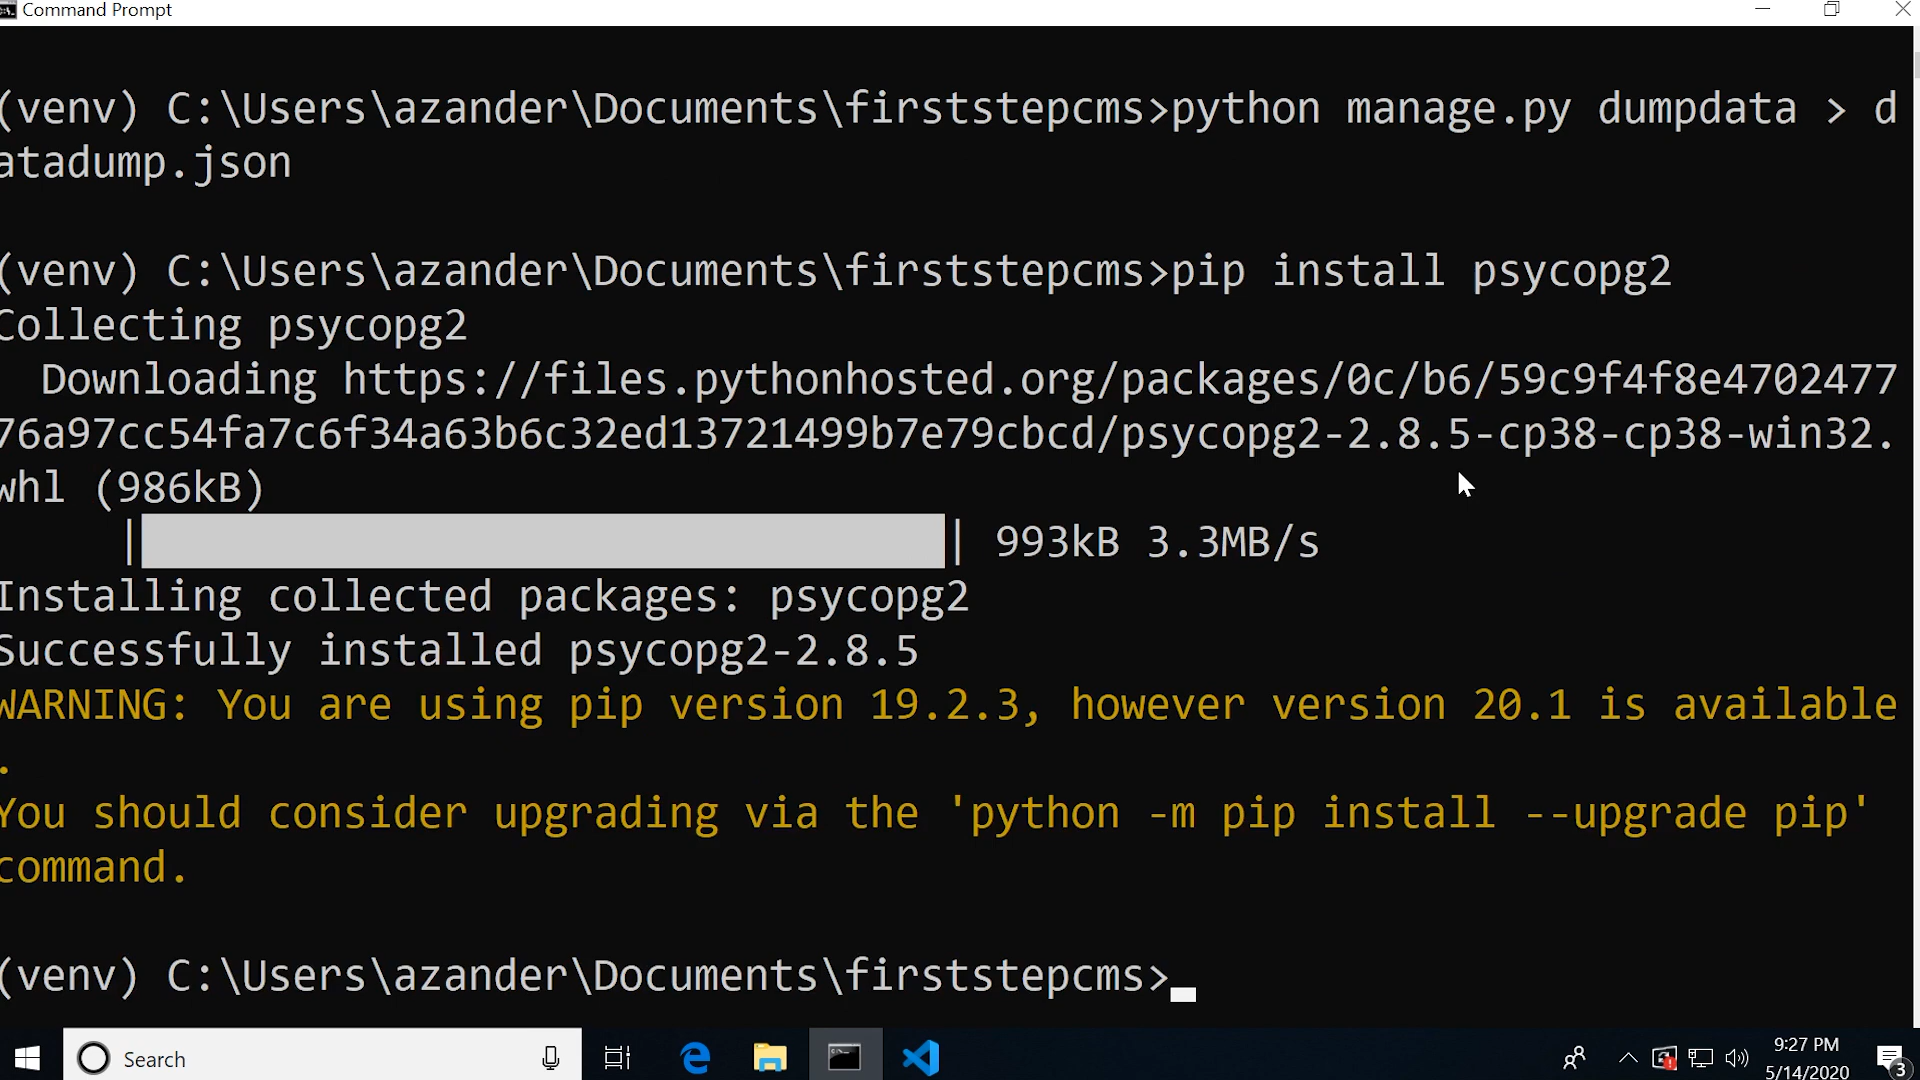 Command Prompt
(venv) C:\Users\azander\Documents\firststepcms>python manage.py dumpdata > d
atadump.json
(venv) C:\Users\azander\Documents\firststepcms>pip install psycopg2
Collecting psycopg2
Downloading https://files.pythonhosted.org/packages/0c/b6/59c9f4f8e4702477
76a97cc54fa7c6f34a63b6c32ed13721499b7e79cbcd/psycopg2-2.8.5-cp38-cp38-win32.
whl (986kB)
|████████████████████████████████| 993kB 3.3MB/s
Installing collected packages: psycopg2
Successfully installed psycopg2-2.8.5
WARNING: You are using pip version 19.2.3, however version 20.1 is available
.
You should consider upgrading via the 'python -m pip install --upgrade pip'
command.
(venv) C:\Users\azander\Documents\firststepcms>
Search
9:27 PM
5/14/2020
3